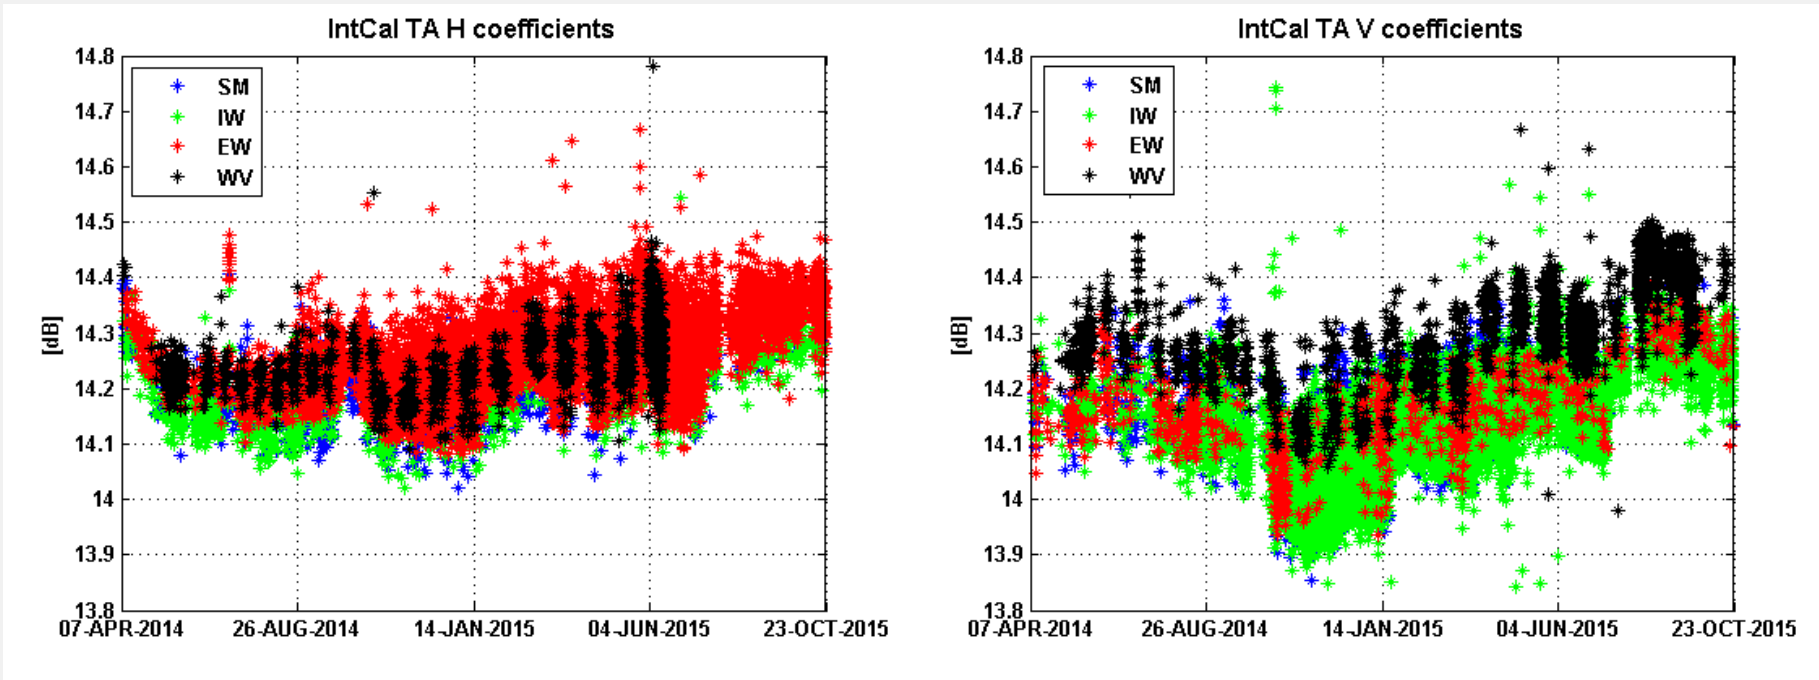 IntCal TA H coefficients
14.8
14.7
14.6
14.5
14.4
14.3
14.2
14.1
14
13.9
13.8
[dB]
SM
IW
EW
WV
07-APR-2014 26-AUG-2014 14-JAN-2015 04-JUN-2015 23-OCT-2015
IntCal TA V coefficients
14.8
14.7
14.6
14.5
14.4
14.3
14.2
14.1
14
13.9
13.8
[dB]
SM
IW
EW
WV
07-APR-2014 26-AUG-2014 14-JAN-2015 04-JUN-2015 23-OCT-2015